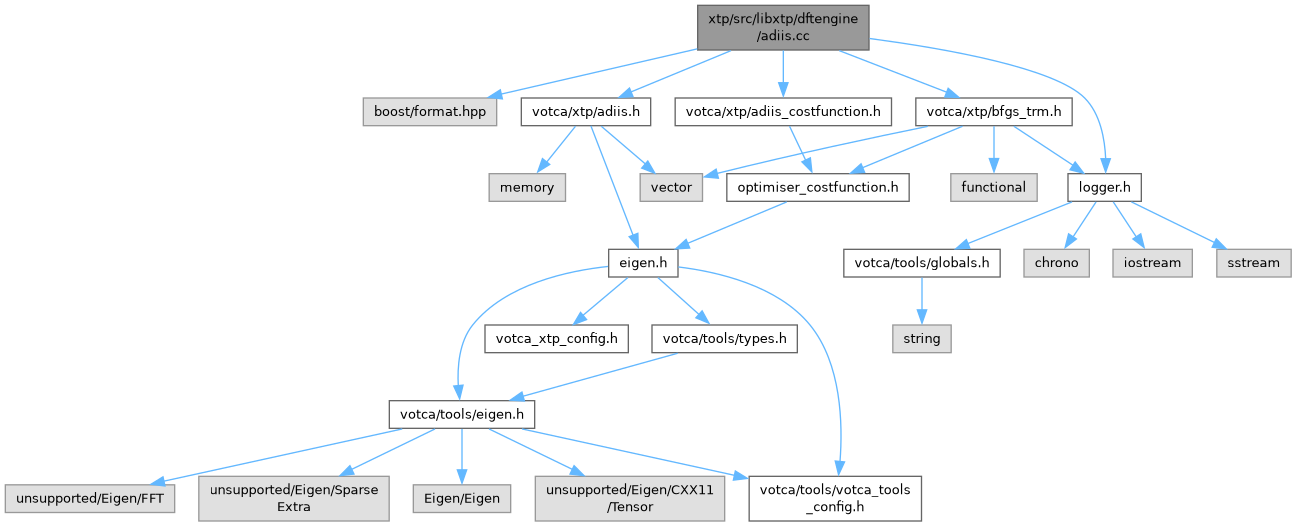 xtp/src/libxtp/dftengine
/adiis.cc
boost/format.hpp
votca/xtp/adiis.h
votca/xtp/adiis_costfunction.h
votca/xtp/bfgs_trm.h
memory
vector
optimiser_costfunction.h
functional
logger.h
eigen.h
votca/tools/globals.h
chrono
iostream
sstream
votca_xtp_config.h
votca/tools/types.h
string
votca/tools/eigen.h
unsupported/Eigen/FFT
unsupported/Eigen/Sparse
Extra
Eigen/Eigen
unsupported/Eigen/CXX11
/Tensor
votca/tools/votca_tools
_config.h